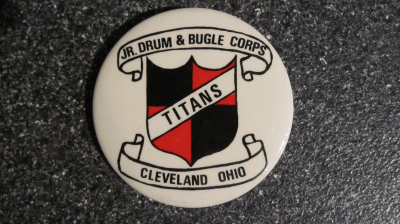 JR. DRUM & BUGLE CORPS
TITANS
CLEVELAND OHIO